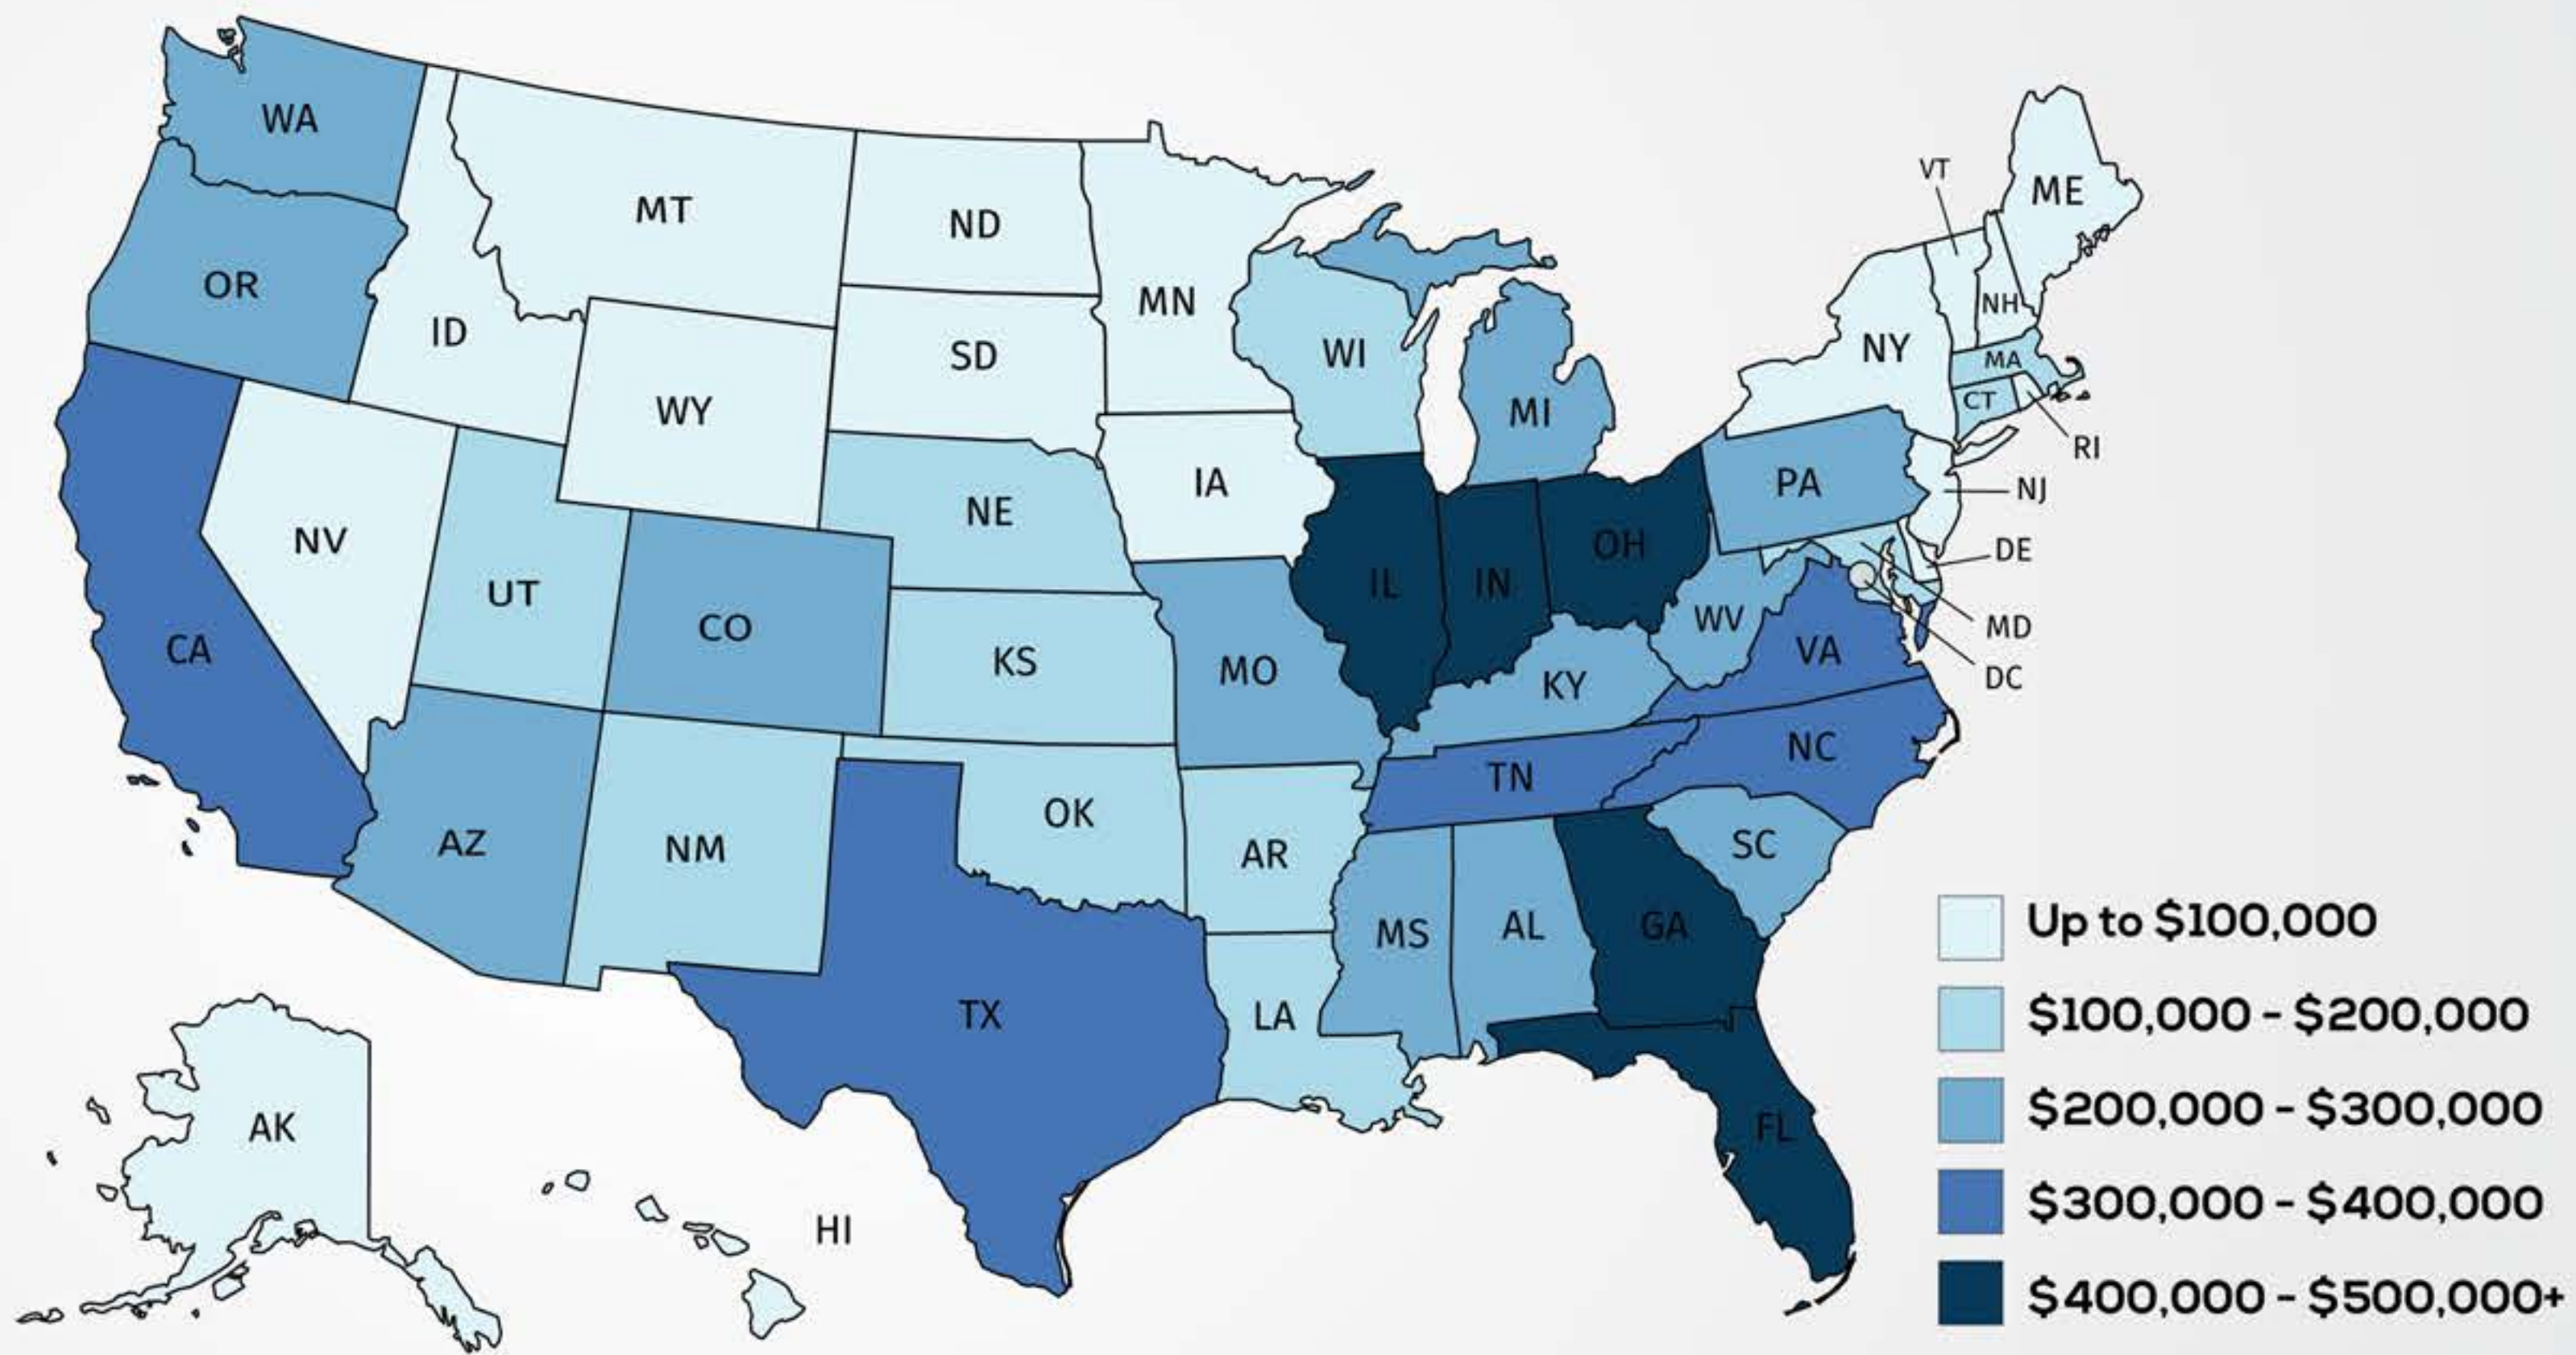 WA
VT
ME
MT
ND
OR
MN
NH
ID
SD
WI
NY
MA
WY
MI
CT
RI
IA
PA
NJ
NE
NV
OH
DE
UT
IL
IN
CO
WV
MD
CA
KS
MO
VA
DC
KY
NC
TN
OK
AZ
NM
AR
SC
MS
AL
GA
Up to $100,000
TX
LA
$100,000 - $200,000
AK
FL
$200,000 - $300,000
HI
$300,000 - $400,000
$400,000 - $500,000+